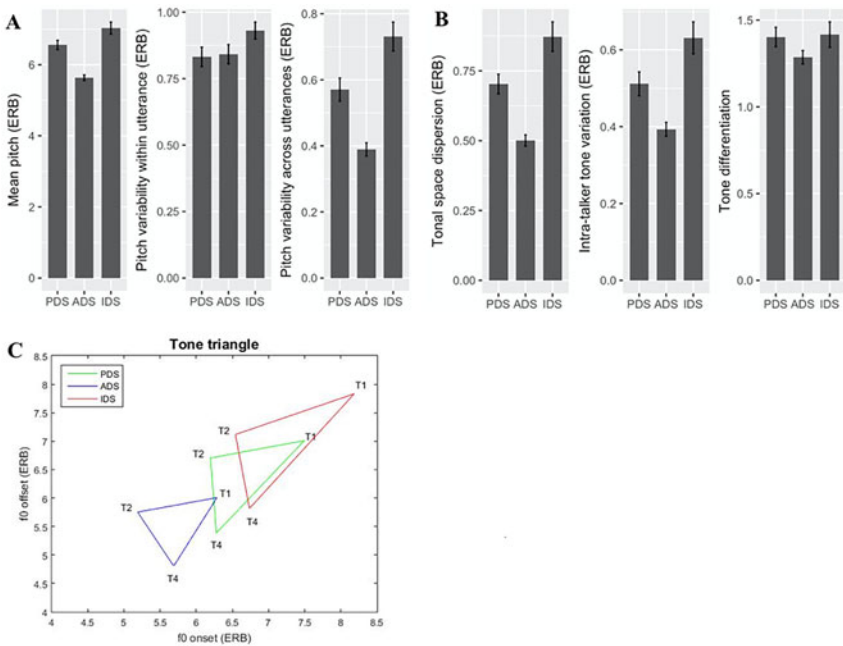 A
Mean pitch (ERB)
6
4
2
0
PDS ADS IDS
Pitch variability within utterance (ERB)
1.00
0.75
0.50
0.25
0.00
PDS ADS IDS
Pitch variability across utterances (ERB)
0.8
0.6
0.4
0.2
0.0
PDS ADS IDS
B
Tonal space dispersion (ERB)
0.75
0.50
0.25
0.00
PDS ADS IDS
Intra-talker tone variation (ERB)
0.6
0.4
0.2
0.0
PDS ADS IDS
Tone differentiation
1.5
1.0
0.5
0.0
PDS ADS IDS
C
Tone triangle
PDS
ADS
IDS
f0 offset (ERB)
8.5
8
7.5
7
6.5
6
5.5
5
4.5
4
T1
T2
T4
T2
T1
T4
T2
T1
T4
4 4.5 5 5.5 6 6.5 7 7.5 8 8.5
f0 onset (ERB)